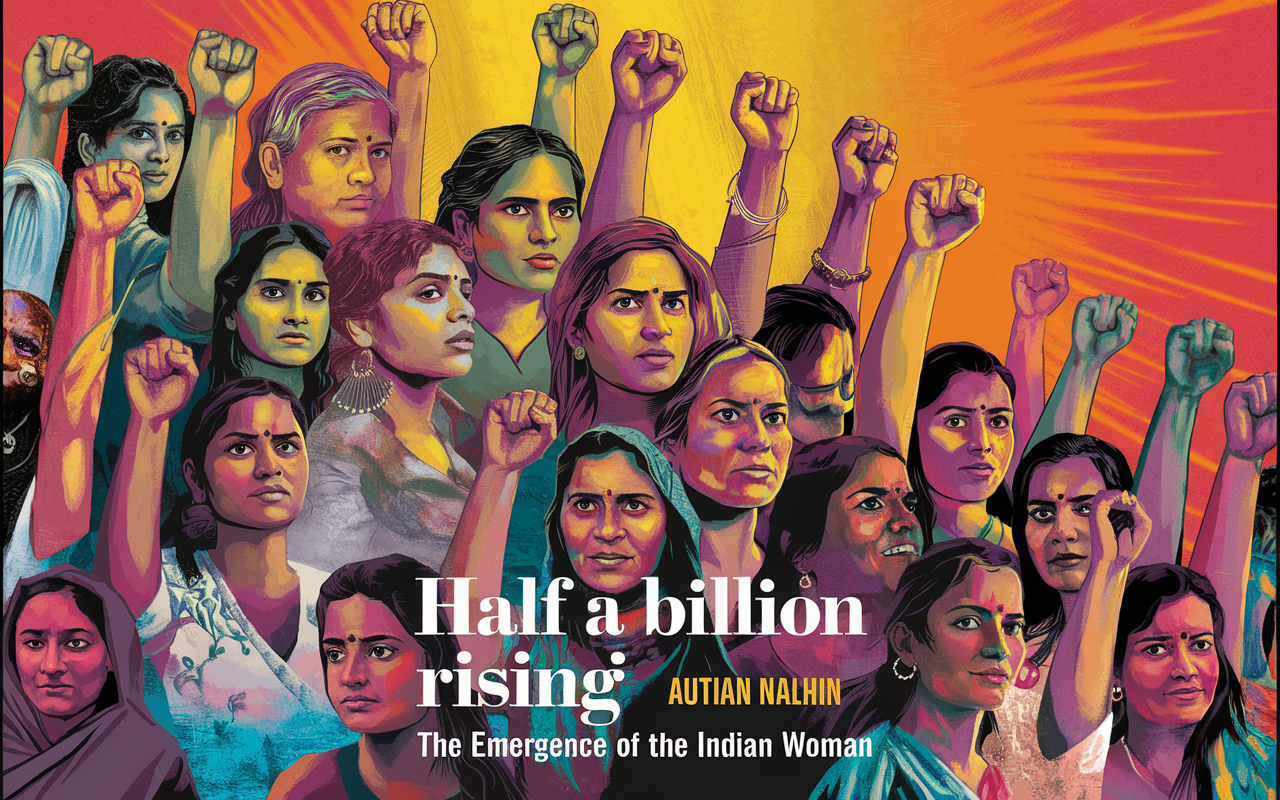 Half a billion
rising
AUTIAN NALHIN
The Emergence of the Indian Woman